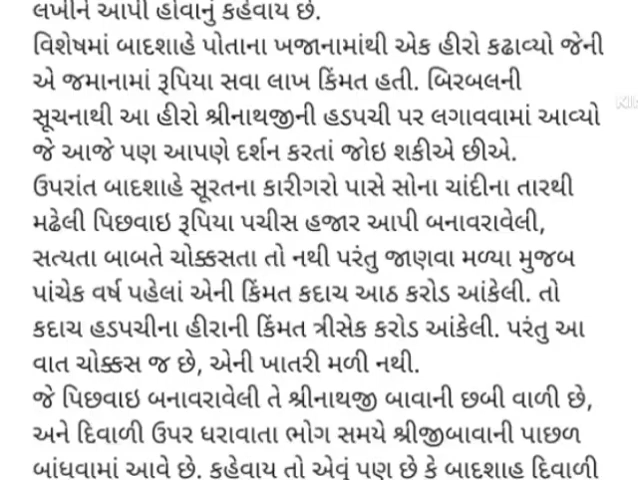 લખીને આપી હોવાનું કહેવાય છે.
વિશેષમાં બાદશાહે પોતાના ખજાનામાંથી એક હીરો કઢાવ્યો જેની
એ જમાનામાં રૂપિયા સવા લાખ કિંમત હતી. બિરબલની
સૂચનાથી આ હીરો શ્રીનાથજીની હડપચી પર લગાવવામાં આવ્યો
જે આજે પણ આપણે દર્શન કરતાં જોઇ શકીએ છીએ.
ઉપરાંત બાદશાહે સૂરતના કારીગરો પાસે સોના ચાંદીના તારથી
મઢેલી પિછવાઇ રૂપિયા પચીસ હજાર આપી બનાવરાવેલી,
સત્યતા બાબતે ચોક્કસતા તો નથી પરંતુ જાણવા મળ્યા મુજબ
પાંચેક વર્ષ પહેલાં એની કિંમત કદાચ આઠ કરોડ આંકેલી. તો
કદાચ હડપચીના હીરાની કિંમત ત્રીસેક કરોડ આંકેલી. પરંતુ આ
વાત ચોક્કસ જ છે, એની ખાતરી મળી નથી.
જે પિછવાઇ બનાવરાવેલી તે શ્રીનાથજી બાવાની છબી વાળી છે,
અને દિવાળી ઉપર ધરાવાતા ભોગ સમયે શ્રીજીબાવાની પાછળ
બાંધવામાં આવે છે. કહેવાય તો એવું પણ છે કે બાદશાહ દિવાળી